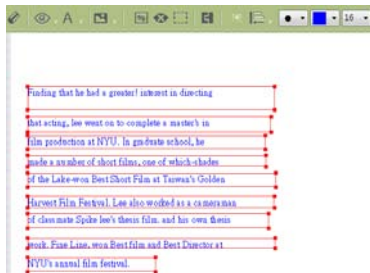 A
16
Finding that he had a greater! interest in directing
that acting, lee went on to complete a master's in
film production at NYU. In graduate school, he
made a number of short films, one of which-shades
of the Lake-won Best Short Film at Taiwan's Golden
Harvest Film Festival. Lee also worked as a cameraman
of classmate Spike lee's thesis film. and his own thesis
work. Fine Line, won Best film and Best Director at
NYU's annual film festival.